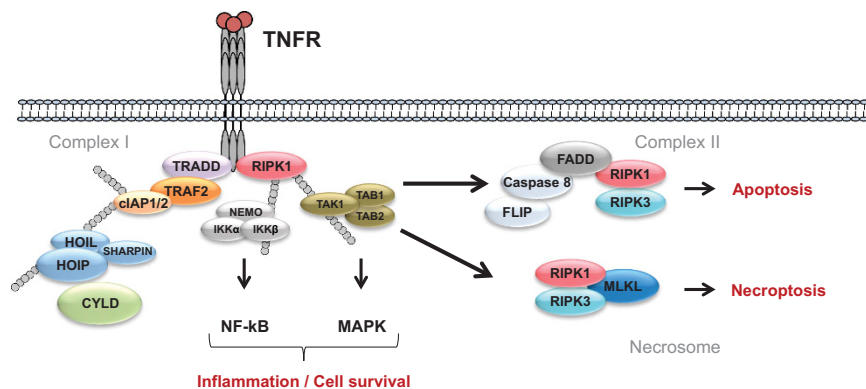 TNFR
Complex I
Complex II
TRADD
RIPK1
TRAF2
cIAP1/2
HOIL
SHARPIN
HOIP
CYLD
NEMO
IKKα
IKKβ
TAK1
TAB1
TAB2
FADD
Caspase 8
RIPK1
FLIP
RIPK3
Apoptosis
RIPK1
MLKL
RIPK3
Necroptosis
NF-kB
MAPK
Necrosome
Inflammation / Cell survival